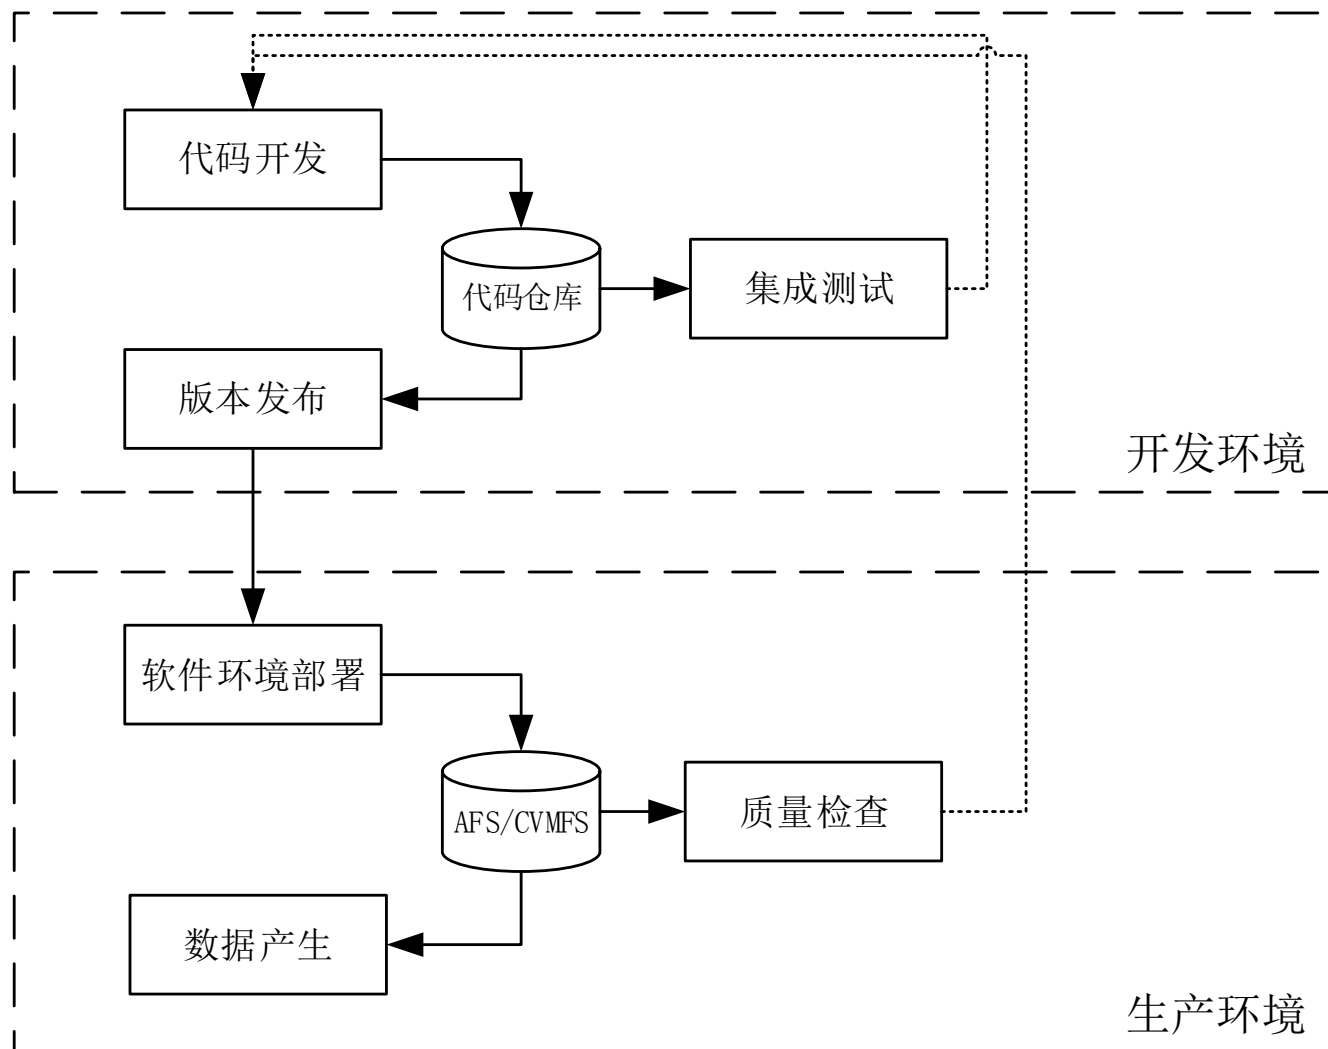 代码开发
代码仓库
集成测试
版本发布
开发环境
软件环境部署
AFS/CVMFS
质量检查
数据产生
生产环境